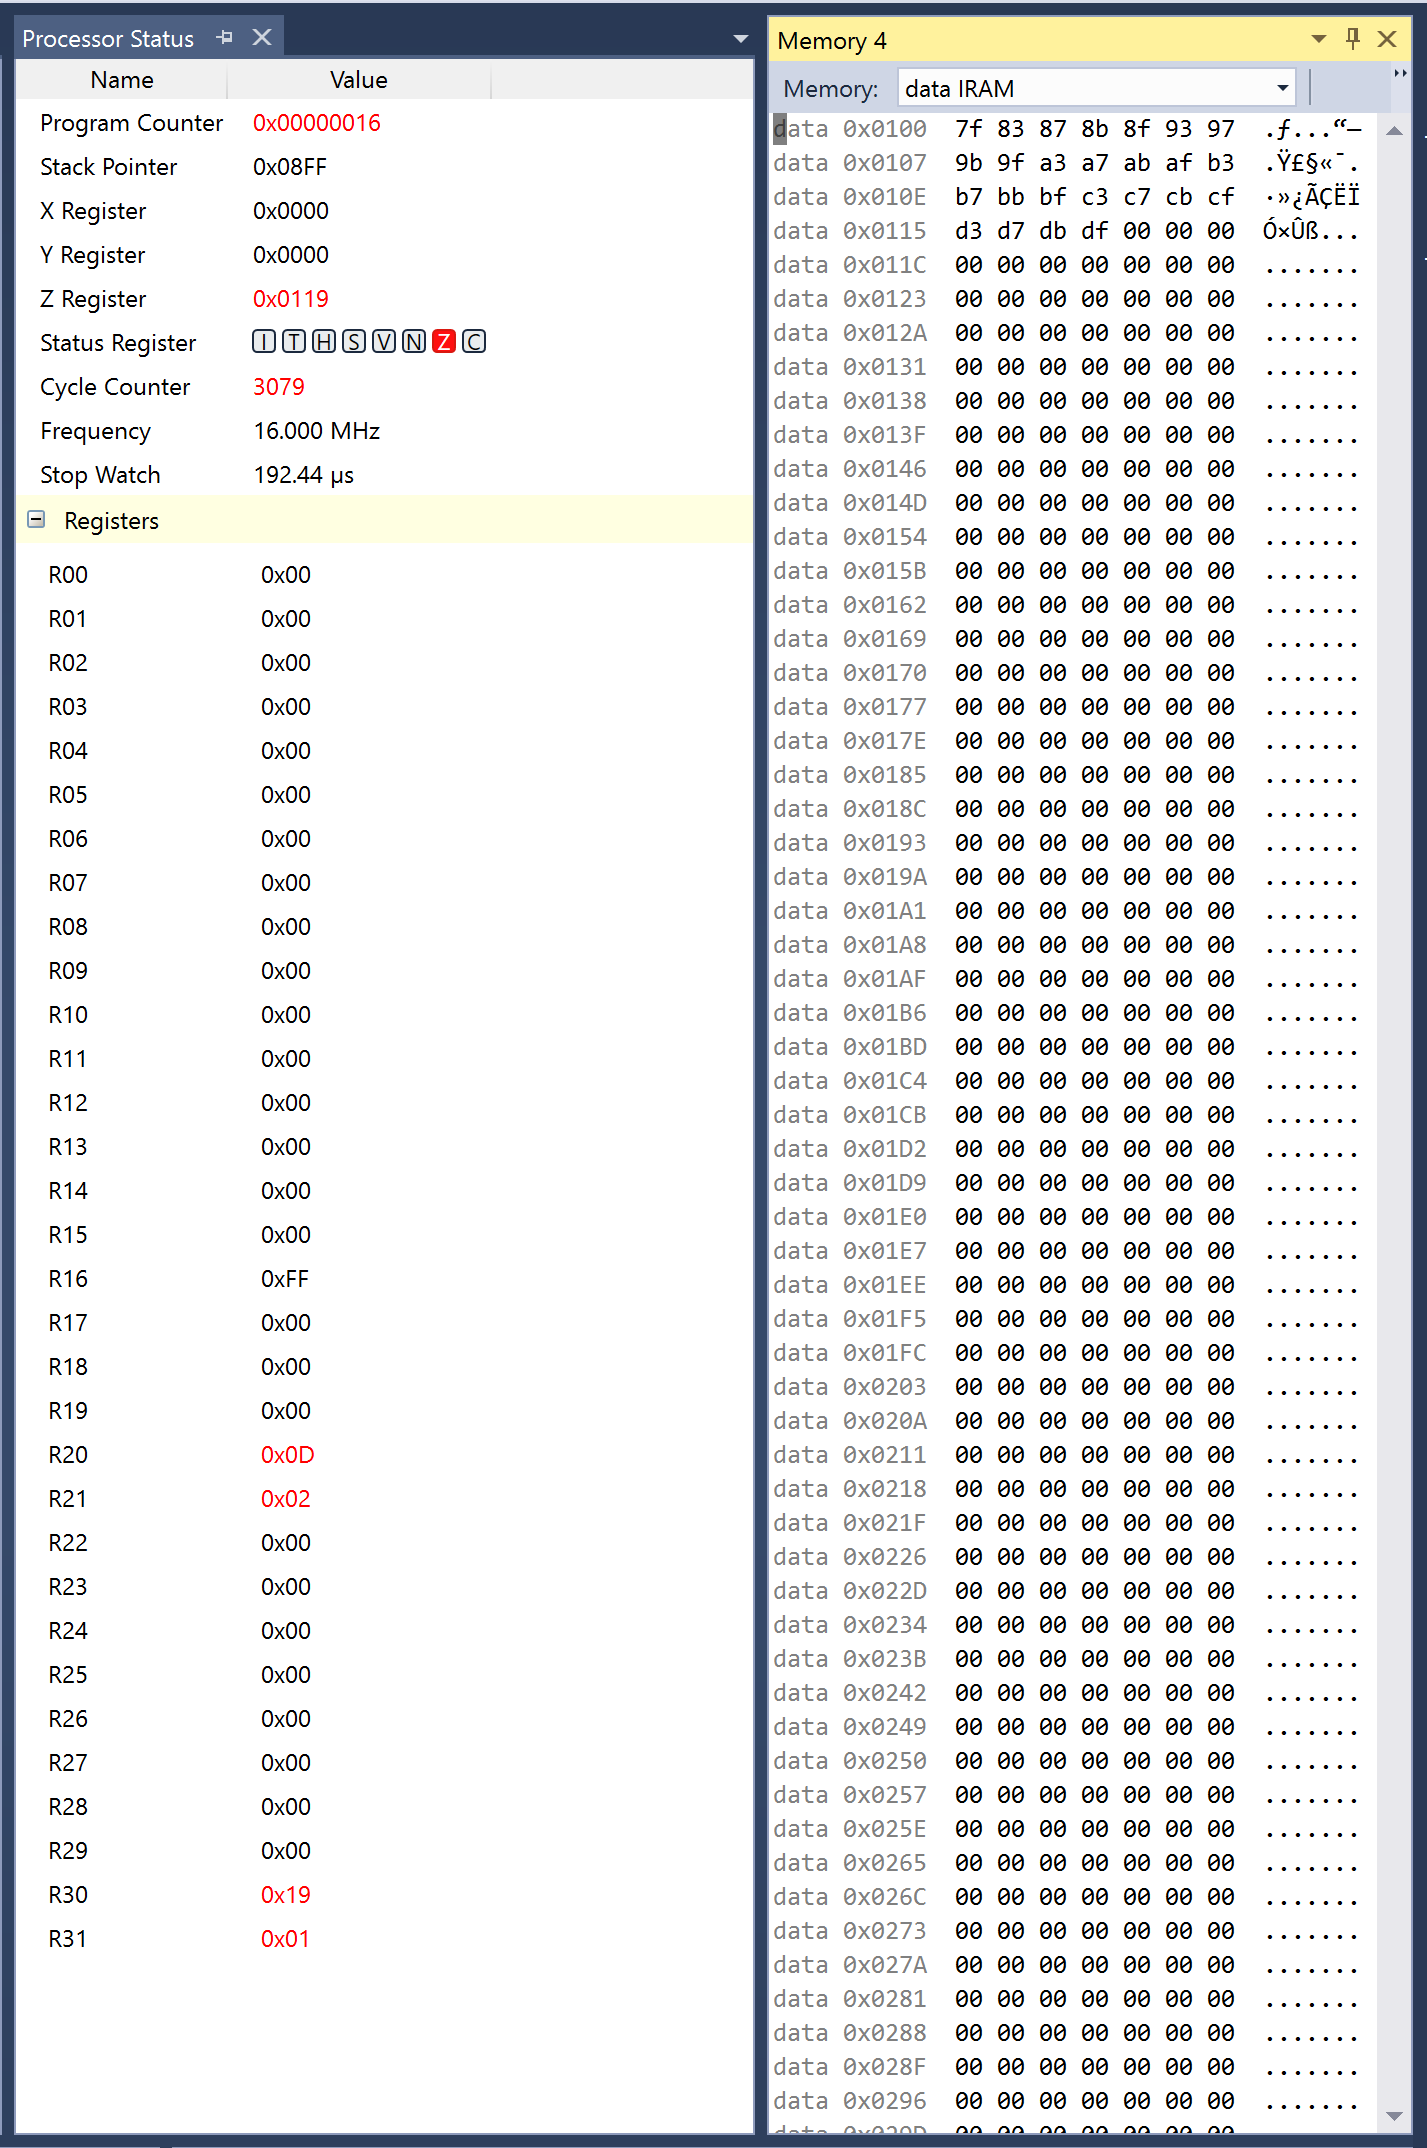 Processor Status
Name Value
Program Counter 0x00000016
Stack Pointer 0x08FF
X Register 0x0000
Y Register 0x0000
Z Register 0x0119
Status Register I T H S V N Z C
Cycle Counter 3079
Frequency 16.000 MHz
Stop Watch 192.44 µs
Registers
R00 0x00
R01 0x00
R02 0x00
R03 0x00
R04 0x00
R05 0x00
R06 0x00
R07 0x00
R08 0x00
R09 0x00
R10 0x00
R11 0x00
R12 0x00
R13 0x00
R14 0x00
R15 0x00
R16 0xFF
R17 0x00
R18 0x00
R19 0x00
R20 0x0D
R21 0x02
R22 0x00
R23 0x00
R24 0x00
R25 0x00
R26 0x00
R27 0x00
R28 0x00
R29 0x00
R30 0x19
R31 0x01
Memory 4
Memory: data IRAM
data 0x0100 7f 83 87 8b 8f 93 97 .ƒ...“—
data 0x0107 9b 9f a3 a7 ab af b3 .Ÿ£§«¯.
data 0x010E b7 bb bf c3 c7 cb cf ·»¿ÃÇËÏ
data 0x0115 d3 d7 db df 00 00 00 Ó×Ûß...
data 0x011C 00 00 00 00 00 00 00 .......
data 0x0123 00 00 00 00 00 00 00 .......
data 0x012A 00 00 00 00 00 00 00 .......
data 0x0131 00 00 00 00 00 00 00 .......
data 0x0138 00 00 00 00 00 00 00 .......
data 0x013F 00 00 00 00 00 00 00 .......
data 0x0146 00 00 00 00 00 00 00 .......
data 0x014D 00 00 00 00 00 00 00 .......
data 0x0154 00 00 00 00 00 00 00 .......
data 0x015B 00 00 00 00 00 00 00 .......
data 0x0162 00 00 00 00 00 00 00 .......
data 0x0169 00 00 00 00 00 00 00 .......
data 0x0170 00 00 00 00 00 00 00 .......
data 0x0177 00 00 00 00 00 00 00 .......
data 0x017E 00 00 00 00 00 00 00 .......
data 0x0185 00 00 00 00 00 00 00 .......
data 0x018C 00 00 00 00 00 00 00 .......
data 0x0193 00 00 00 00 00 00 00 .......
data 0x019A 00 00 00 00 00 00 00 .......
data 0x01A1 00 00 00 00 00 00 00 .......
data 0x01A8 00 00 00 00 00 00 00 .......
data 0x01AF 00 00 00 00 00 00 00 .......
data 0x01B6 00 00 00 00 00 00 00 .......
data 0x01BD 00 00 00 00 00 00 00 .......
data 0x01C4 00 00 00 00 00 00 00 .......
data 0x01CB 00 00 00 00 00 00 00 .......
data 0x01D2 00 00 00 00 00 00 00 .......
data 0x01D9 00 00 00 00 00 00 00 .......
data 0x01E0 00 00 00 00 00 00 00 .......
data 0x01E7 00 00 00 00 00 00 00 .......
data 0x01EE 00 00 00 00 00 00 00 .......
data 0x01F5 00 00 00 00 00 00 00 .......
data 0x01FC 00 00 00 00 00 00 00 .......
data 0x0203 00 00 00 00 00 00 00 .......
data 0x020A 00 00 00 00 00 00 00 .......
data 0x0211 00 00 00 00 00 00 00 .......
data 0x0218 00 00 00 00 00 00 00 .......
data 0x021F 00 00 00 00 00 00 00 .......
data 0x0226 00 00 00 00 00 00 00 .......
data 0x022D 00 00 00 00 00 00 00 .......
data 0x0234 00 00 00 00 00 00 00 .......
data 0x023B 00 00 00 00 00 00 00 .......
data 0x0242 00 00 00 00 00 00 00 .......
data 0x0249 00 00 00 00 00 00 00 .......
data 0x0250 00 00 00 00 00 00 00 .......
data 0x0257 00 00 00 00 00 00 00 .......
data 0x025E 00 00 00 00 00 00 00 .......
data 0x0265 00 00 00 00 00 00 00 .......
data 0x026C 00 00 00 00 00 00 00 .......
data 0x0273 00 00 00 00 00 00 00 .......
data 0x027A 00 00 00 00 00 00 00 .......
data 0x0281 00 00 00 00 00 00 00 .......
data 0x0288 00 00 00 00 00 00 00 .......
data 0x028F 00 00 00 00 00 00 00 .......
data 0x0296 00 00 00 00 00 00 00 .......